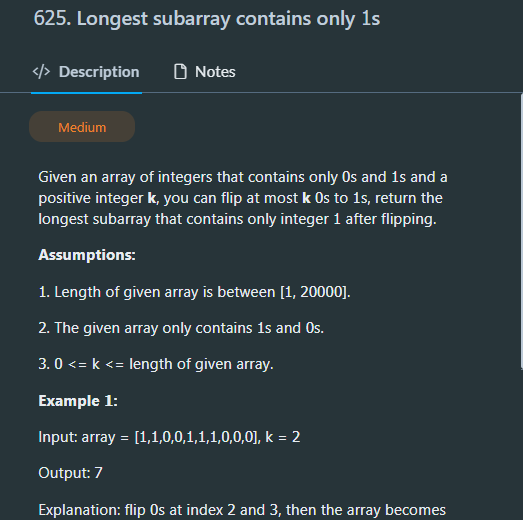 625. Longest subarray contains only 1s
</> Description Notes
Medium
Given an array of integers that contains only 0s and 1s and a
positive integer k, you can flip at most k 0s to 1s, return the
longest subarray that contains only integer 1 after flipping.
Assumptions:
1. Length of given array is between [1, 20000].
2. The given array only contains 1s and 0s.
3. 0 <= k <= length of given array.
Example 1:
Input: array = [1,1,0,0,1,1,1,0,0,0], k = 2
Output: 7
Explanation: flip 0s at index 2 and 3, then the array becomes